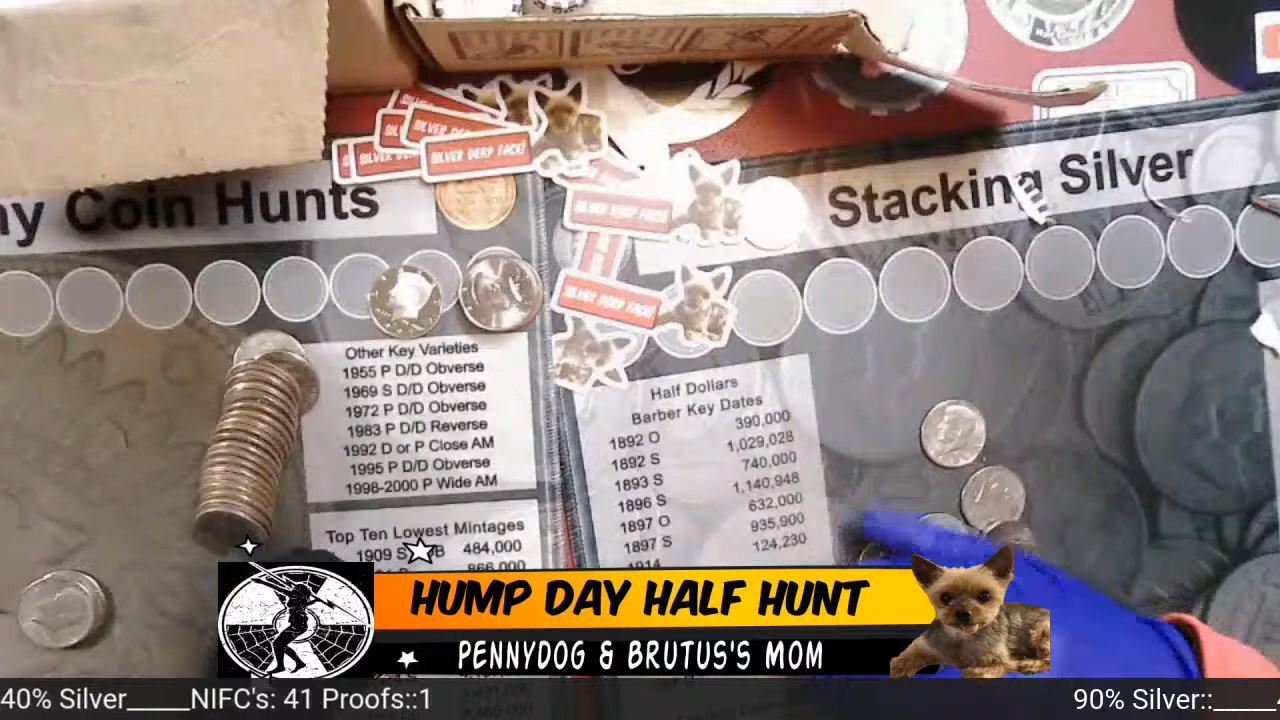 SILVER DERP FACE!
ny Coin Hunts
Stacking Silver
SILVER DERP FACE!
SILVER DERP FACE!
Other Key Varieties
1955 P D/D Obverse
1969 S D/D Obverse
1972 P D/D Obverse
1983 P D/D Reverse
1992 D or P Close AM
1995 P D/D Obverse
1998-2000 P Wide AM
Top Ten Lowest Mintages
1909 S 484,000
866,000
Half Dollars
Barber Key Dates
1892 O 390,000
1892 S 1,029,028
1893 S 740,000
1896 S 1,140,948
1897 O 632,000
1897 S 935,900
1914 124,230
HUMP DAY HALF HUNT
PENNYDOG & BRUTUS'S MOM
40% Silver_____NIFC's: 41 Proofs::1
90% Silver::_____